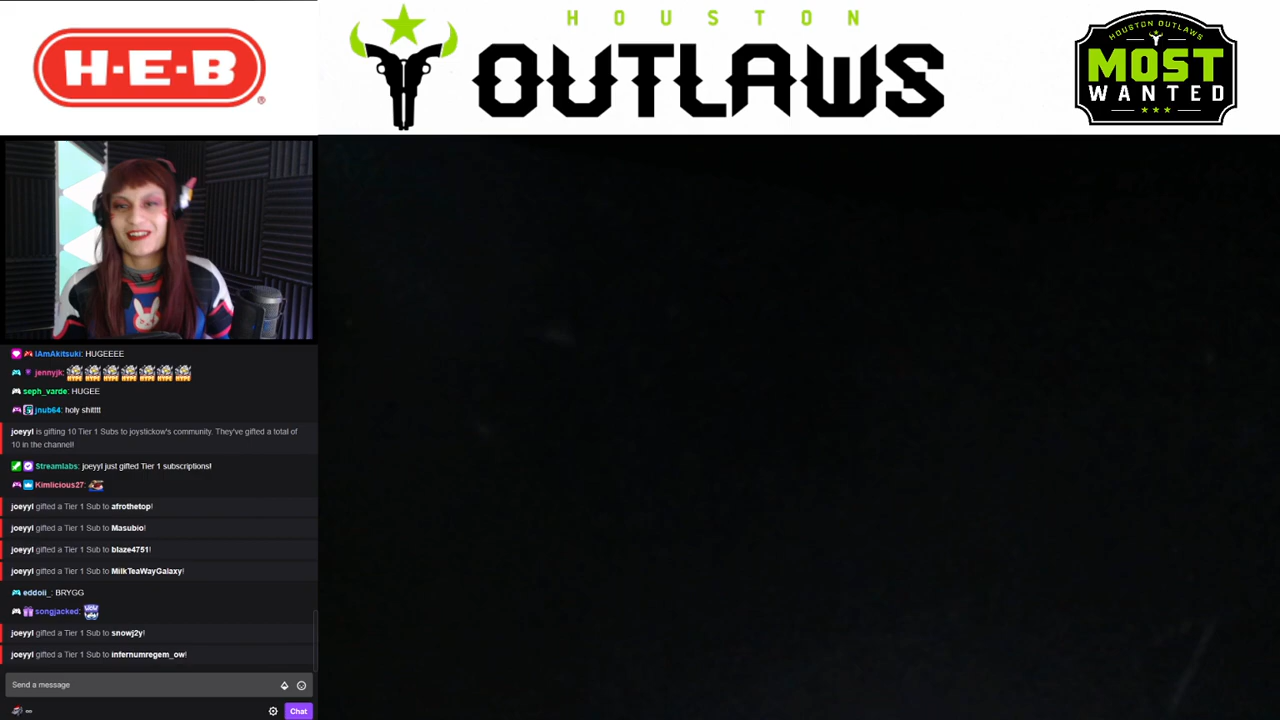 H-E-B
HOUSTON
OUTLAWS
HOUSTON OUTLAWS
MOST
WANTED
IAmAkitsuki: HUGEEEE
jennyjk:
seph_varde: HUGEE
jnub64: holy shitttt
joeyyl is gifting 10 Tier 1 Subs to joystickow's community. They've gifted a total of
10 in the channel!
Streamlabs: joeyyl just gifted Tier 1 subscriptions!
Kimlicious27:
joeyyl gifted a Tier 1 Sub to afrothetop!
joeyyl gifted a Tier 1 Sub to Masubio!
joeyyl gifted a Tier 1 Sub to blaze4751!
joeyyl gifted a Tier 1 Sub to MilkTeaWayGalaxy!
eddoii_: BRYGG
songjacked:
joeyyl gifted a Tier 1 Sub to snowj2y!
joeyyl gifted a Tier 1 Sub to infernumregem_ow!
Send a message
Chat